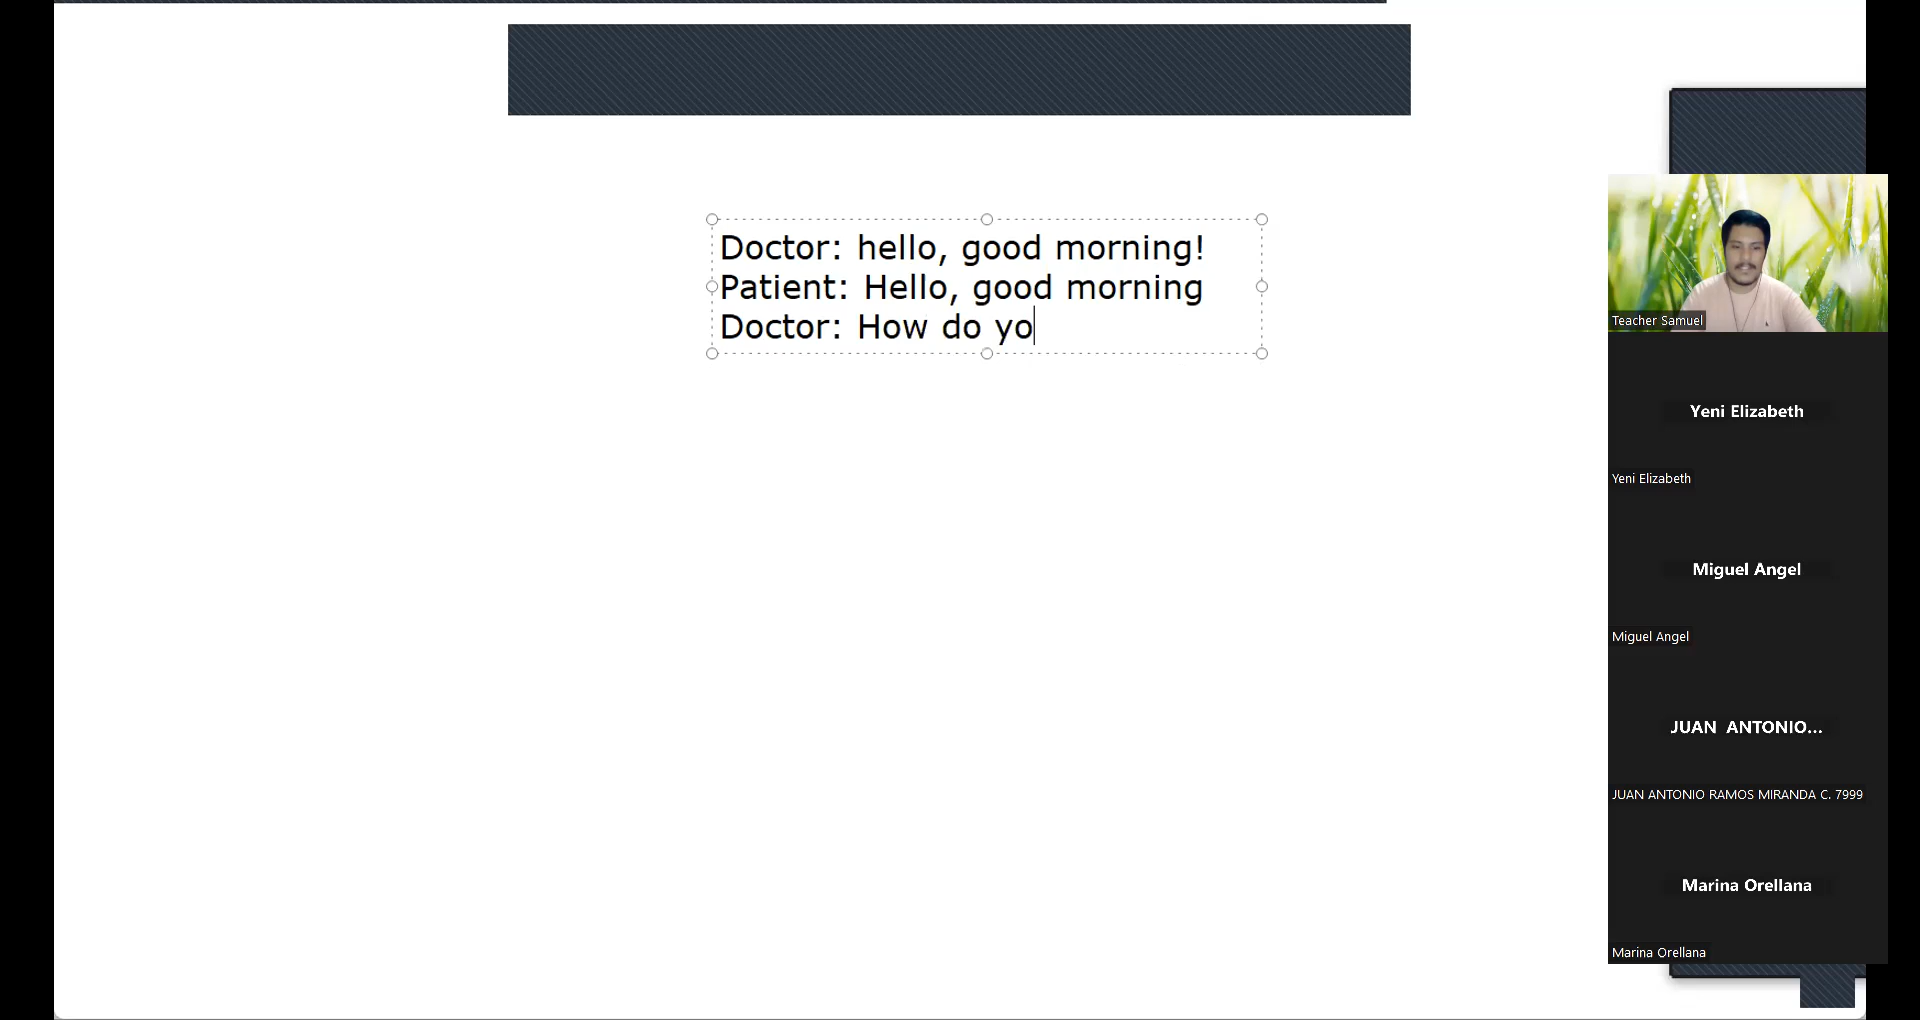 Doctor: hello, good morning!
Patient: Hello, good morning
Doctor: How do yo
Teacher Samuel
Yeni Elizabeth
Yeni Elizabeth
Miguel Angel
Miguel Angel
JUAN ANTONIO...
JUAN ANTONIO RAMOS MIRANDA C. 7999
Marina Orellana
Marina Orellana